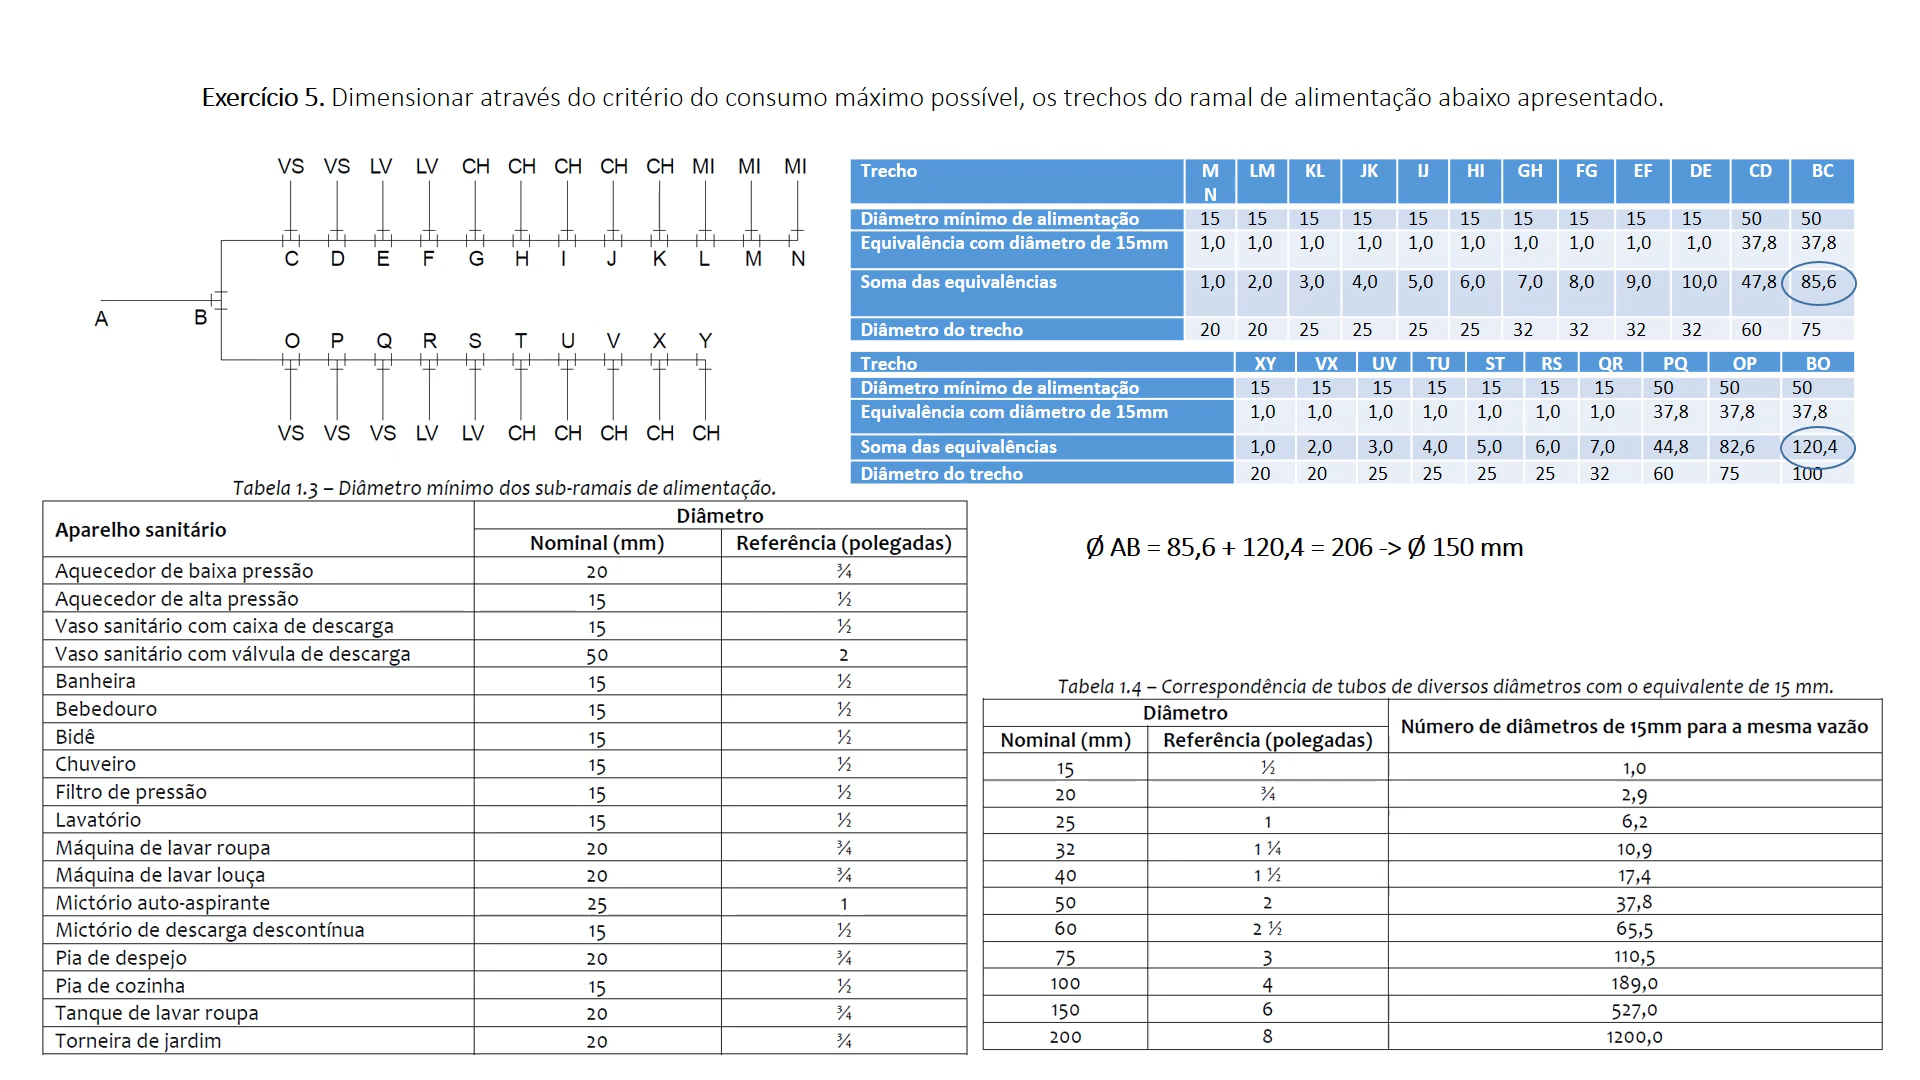 Exercício 5. Dimensionar através do critério do consumo máximo possível, os trechos do ramal de alimentação abaixo apresentado.
VS VS LV LV CH CH CH CH CH MI MI MI
C D E F G H I J K L M N
A B
O P Q R S T U V X Y
VS VS VS LV LV CH CH CH CH CH
Trecho M N LM KL JK IJ HI GH FG EF DE CD BC
Diâmetro mínimo de alimentação 15 15 15 15 15 15 15 15 15 15 50 50
Equivalência com diâmetro de 15mm 1,0 1,0 1,0 1,0 1,0 1,0 1,0 1,0 1,0 1,0 37,8 37,8
Soma das equivalências 1,0 2,0 3,0 4,0 5,0 6,0 7,0 8,0 9,0 10,0 47,8 85,6
Diâmetro do trecho 20 20 25 25 25 25 32 32 32 32 60 75
Trecho XY VX UV TU ST RS QR PQ OP BO
Diâmetro mínimo de alimentação 15 15 15 15 15 15 15 50 50 50
Equivalência com diâmetro de 15mm 1,0 1,0 1,0 1,0 1,0 1,0 1,0 37,8 37,8 37,8
Soma das equivalências 1,0 2,0 3,0 4,0 5,0 6,0 7,0 44,8 82,6 120,4
Diâmetro do trecho 20 20 25 25 25 25 32 60 75 100
Ø AB = 85,6 + 120,4 = 206 -> Ø 150 mm
Tabela 1.3 – Diâmetro mínimo dos sub-ramais de alimentação.
Aparelho sanitário Diâmetro
Nominal (mm) Referência (polegadas)
Aquecedor de baixa pressão 20 ¾
Aquecedor de alta pressão 15 ½
Vaso sanitário com caixa de descarga 15 ½
Vaso sanitário com válvula de descarga 50 2
Banheira 15 ½
Bebedouro 15 ½
Bidê 15 ½
Chuveiro 15 ½
Filtro de pressão 15 ½
Lavatório 15 ½
Máquina de lavar roupa 20 ¾
Máquina de lavar louça 20 ¾
Mictório auto-aspirante 25 1
Mictório de descarga descontínua 15 ½
Pia de despejo 20 ¾
Pia de cozinha 15 ½
Tanque de lavar roupa 20 ¾
Torneira de jardim 20 ¾
Tabela 1.4 – Correspondência de tubos de diversos diâmetros com o equivalente de 15 mm.
Diâmetro Número de diâmetros de 15mm para a mesma vazão
Nominal (mm) Referência (polegadas)
15 ½ 1,0
20 ¾ 2,9
25 1 6,2
32 1 ¼ 10,9
40 1 ½ 17,4
50 2 37,8
60 2 ½ 65,5
75 3 110,5
100 4 189,0
150 6 527,0
200 8 1200,0